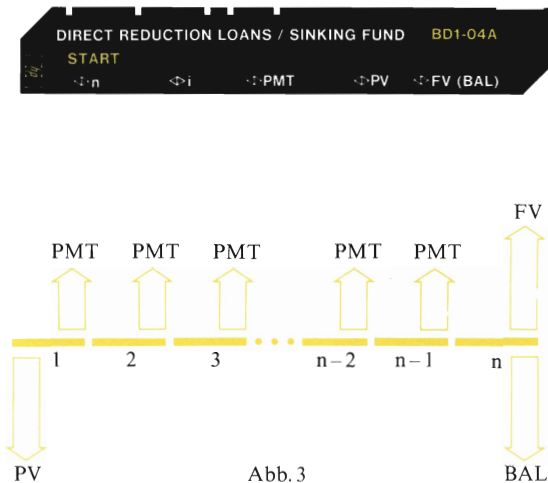 DIRECT REDUCTION LOANS / SINKING FUND BD1-04A
START
n i PMT PV FV (BAL)
hp
FV
PMT PMT PMT PMT PMT
1 2 3 n-2 n-1 n
PV Abb. 3 BAL